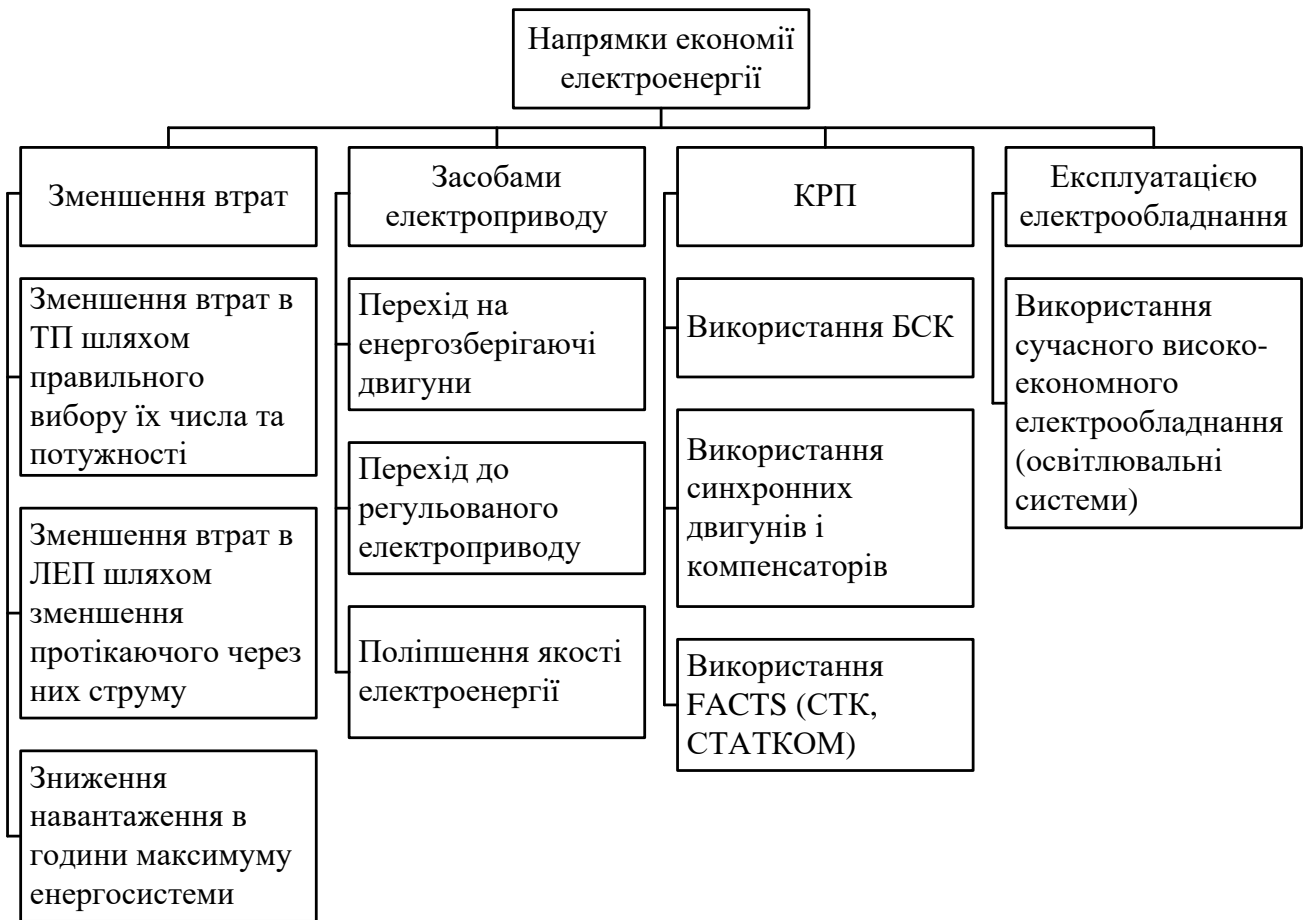 Напрямки економії
електроенергії
Зменшення втрат
Зменшення втрат в
ТП шляхом
правильного
вибору їх числа та
потужності
Зменшення втрат в
ЛЕП шляхом
зменшення
протікаючого через
них струму
Зниження
навантаження в
години максимуму
енергосистеми
Засобами
електроприводу
Перехід на
енергозберігаючі
двигуни
Перехід до
регульованого
електроприводу
Поліпшення якості
електроенергії
КРП
Використання БСК
Використання
синхронних
двигунів і
компенсаторів
Використання
FACTS (СТК,
СТАТКОМ)
Експлуатацією
електрообладнання
Використання
сучасного високо-
економного
електрообладнання
(освітлювальні
системи)